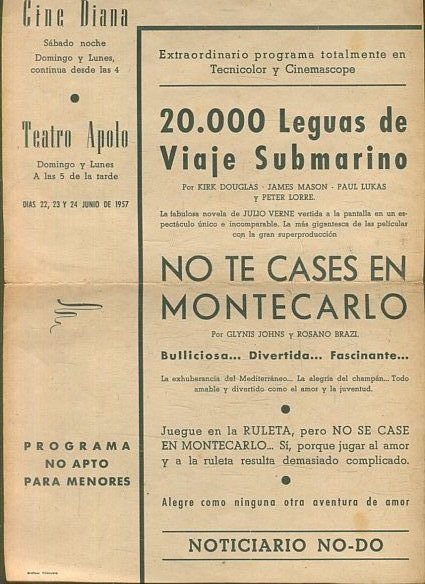 Cine Diana
Sábado noche
Domingo y Lunes,
continua desde las 4
Teatro Apolo
Domingo y Lunes
A las 5 de la tarde
DIAS 22, 23 Y 24 JUNIO DE 1957
PROGRAMA
NO APTO
PARA MENORES
Extraordinario programa totalmente en
Tecnicolor y Cinemascope
20.000 Leguas de
Viaje Submarino
Por KIRK DOUGLAS - JAMES MASON - PAUL LUKAS
y PETER LORRE.
La fabulosa novela de JULIO VERNE vertida a la pantalla en un es-
pectáculo único e incomparable. La más gigantesca de las películas
con la gran superproducción
NO TE CASES EN
MONTECARLO
Por GLYNIS JOHNS y ROSANO BRAZI.
Bulliciosa... Divertida... Fascinante...
La exhuberancia del Mediterráneo... La alegría del champán... Todo
amable y divertido como el amor y la juventud.
Juegue en la RULETA, pero NO SE CASE
EN MONTECARLO... Sí, porque jugar al amor
y a la ruleta resulta demasiado complicado.
Alegre como ninguna otra aventura de amor
NOTICIARIO NO-DO